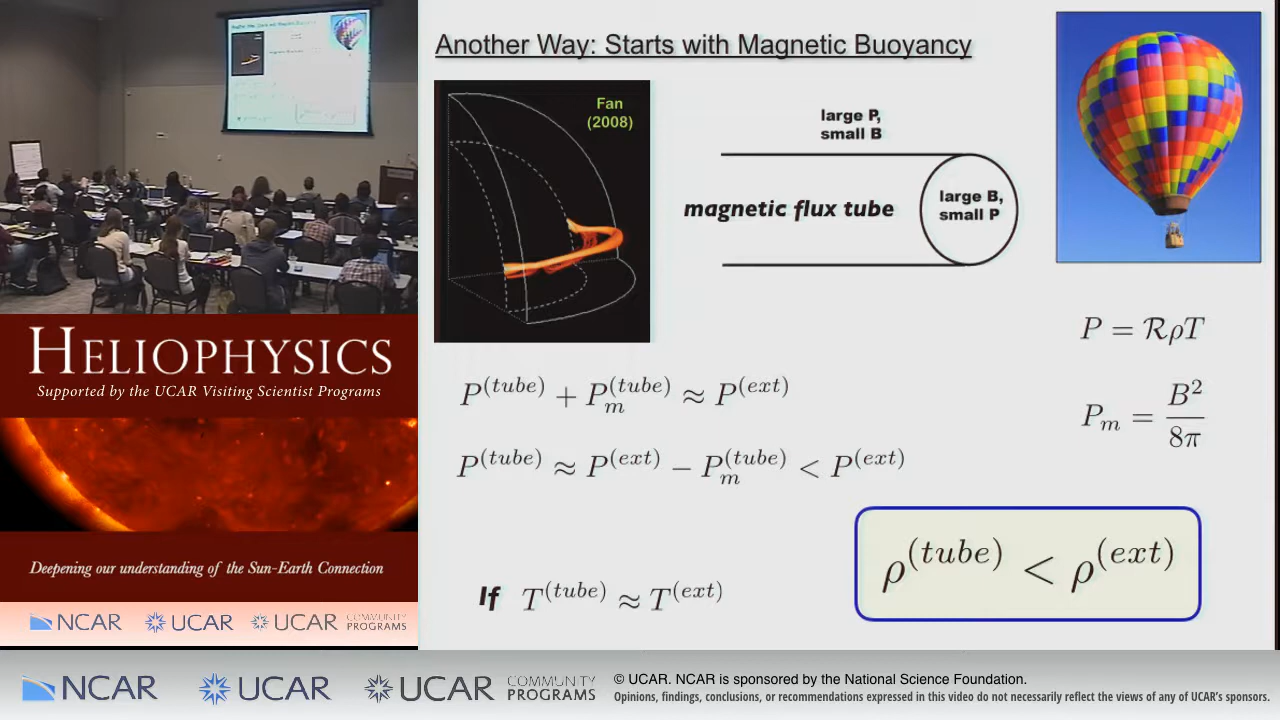 Another Way: Starts with Magnetic Buoyancy
Fan
(2008)
large P,
small B
magnetic flux tube
large B,
small P
P = ℛρT
P^{(tube)} + P_m^{(tube)} ≈ P^{(ext)}
P_m = B²/8π
P^{(tube)} ≈ P^{(ext)} − P_m^{(tube)} < P^{(ext)}
ρ^{(tube)} < ρ^{(ext)}
If T^{(tube)} ≈ T^{(ext)}
HELIOPHYSICS
Supported by the UCAR Visiting Scientist Programs
Deepening our understanding of the Sun-Earth Connection
NCAR UCAR UCAR COMMUNITY
PROGRAMS
NCAR UCAR UCAR COMMUNITY
PROGRAMS
© UCAR. NCAR is sponsored by the National Science Foundation.
Opinions, findings, conclusions, or recommendations expressed in this video do not necessarily reflect the views of any of UCAR's sponsors.